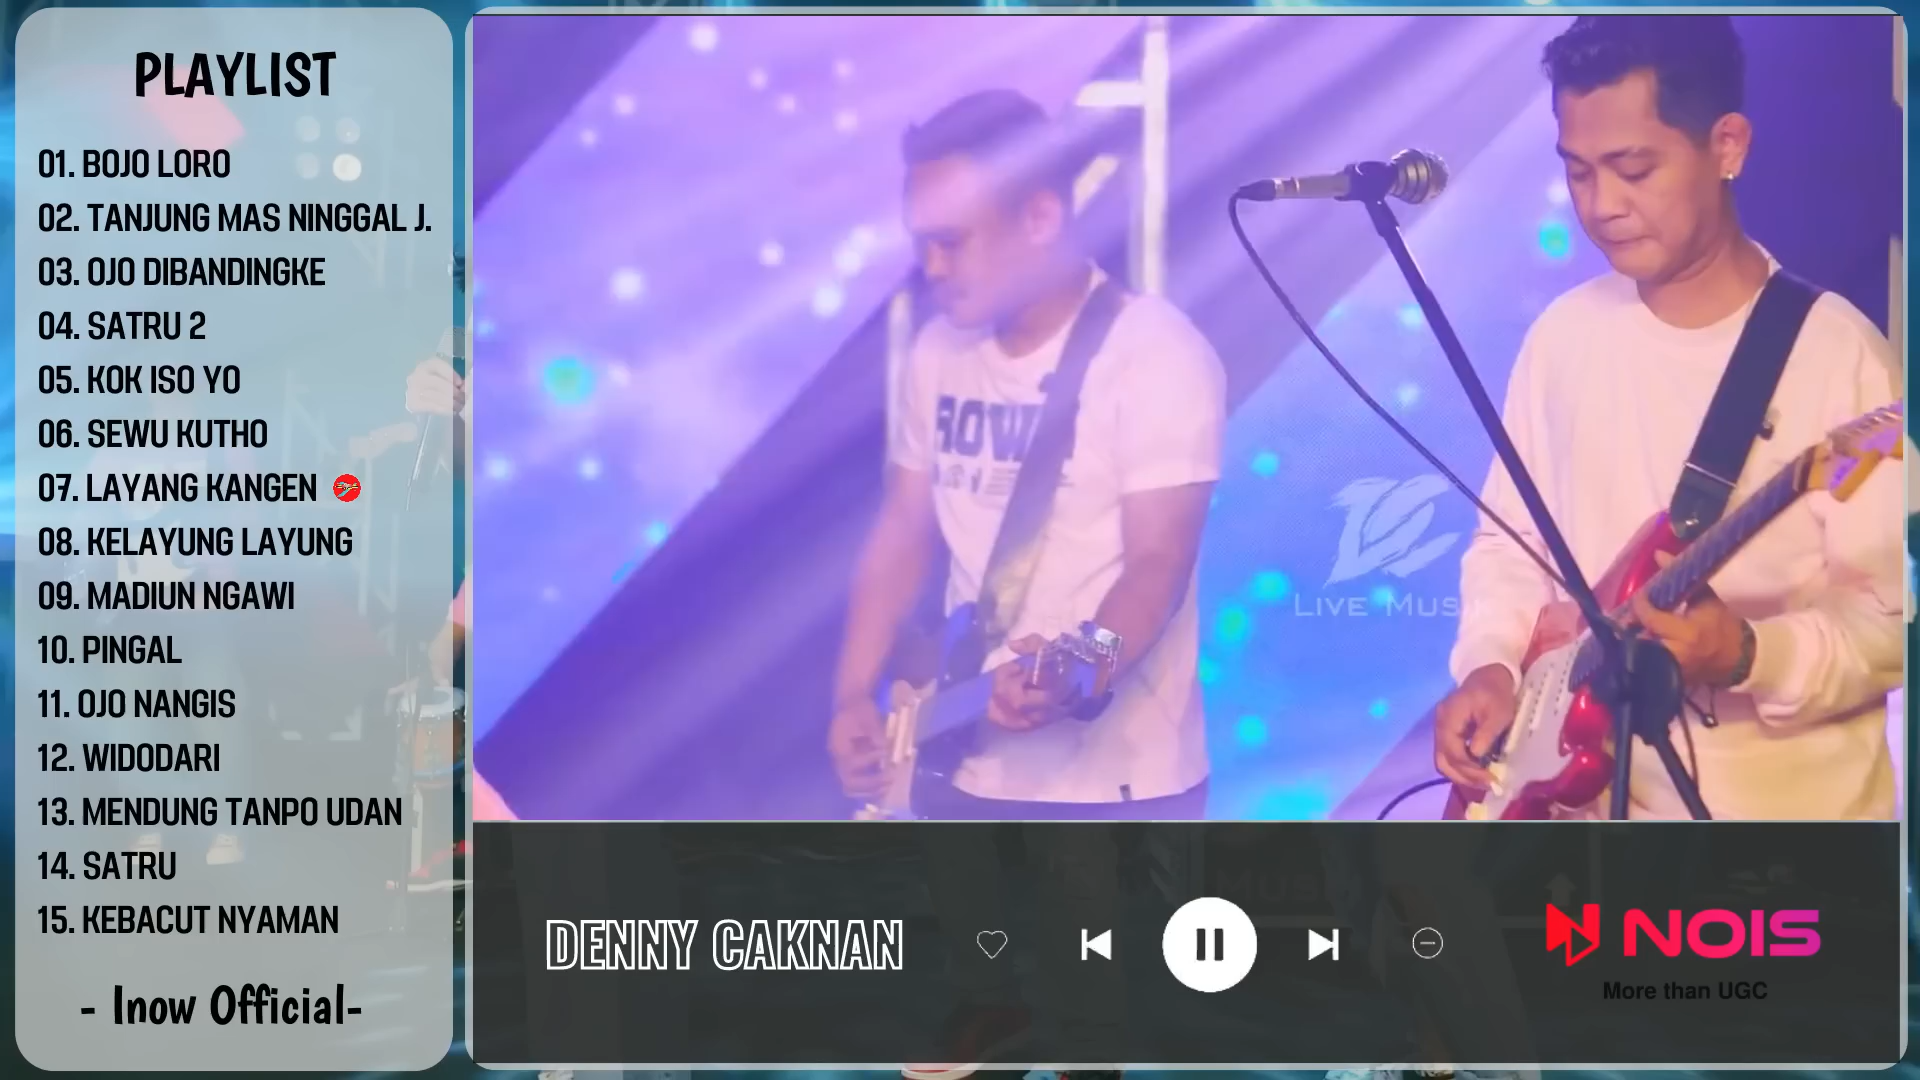 PLAYLIST
01. BOJO LORO
02. TANJUNG MAS NINGGAL J.
03. OJO DIBANDINGKE
04. SATRU 2
05. KOK ISO YO
06. SEWU KUTHO
07. LAYANG KANGEN
08. KELAYUNG LAYUNG
09. MADIUN NGAWI
10. PINGAL
11. OJO NANGIS
12. WIDODARI
13. MENDUNG TANPO UDAN
14. SATRU
15. KEBACUT NYAMAN
- Inow Official-
LIVE MUSIK
DENNY CAKNAN
NOIS
More than UGC